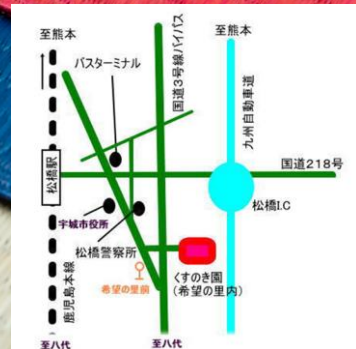 至熊本
バスターミナル
国道3号線バイパス
至熊本
九州自動車道
松橋駅
国道218号
松橋I.C
宇城市役所
松橋警察所
くすのき園
(希望の里内)
希望の里前
鹿児島本線
至八代
至八代